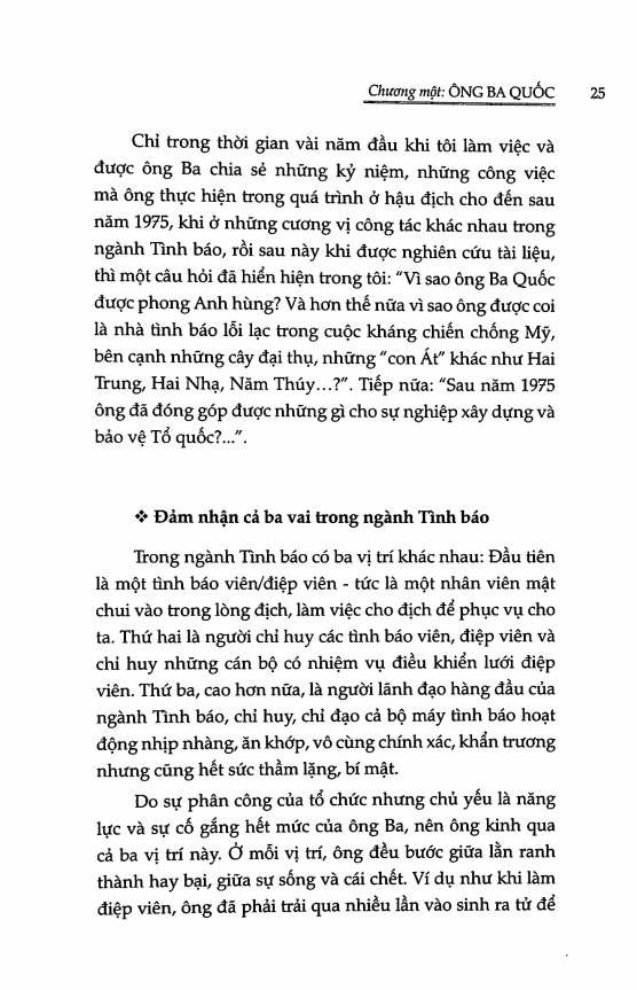 Chương một: ÔNG BA QUỐC 25
Chỉ trong thời gian vài năm đầu khi tôi làm việc và
được ông Ba chia sẻ những kỷ niệm, những công việc
mà ông thực hiện trong quá trình ở hậu địch cho đến sau
năm 1975, khi ở những cương vị công tác khác nhau trong
ngành Tình báo, rồi sau này khi được nghiên cứu tài liệu,
thì một câu hỏi đã hiển hiện trong tôi: "Vì sao ông Ba Quốc
được phong Anh hùng? Và hơn thế nữa vì sao ông được coi
là nhà tình báo lỗi lạc trong cuộc kháng chiến chống Mỹ,
bên cạnh những cây đại thụ, những "con Át" khác như Hai
Trung, Hai Nhạ, Năm Thúy...?". Tiếp nữa: "Sau năm 1975
ông đã đóng góp được những gì cho sự nghiệp xây dựng và
bảo vệ Tổ quốc?...".
❖ Đảm nhận cả ba vai trong ngành Tình báo
Trong ngành Tình báo có ba vị trí khác nhau: Đầu tiên
là một tình báo viên/điệp viên - tức là một nhân viên mật
chui vào trong lòng địch, làm việc cho địch để phục vụ cho
ta. Thứ hai là người chỉ huy các tình báo viên, điệp viên và
chỉ huy những cán bộ có nhiệm vụ điều khiển lưới điệp
viên. Thứ ba, cao hơn nữa, là người lãnh đạo hàng đầu của
ngành Tình báo, chỉ huy, chỉ đạo cả bộ máy tình báo hoạt
động nhịp nhàng, ăn khớp, vô cùng chính xác, khẩn trương
nhưng cũng hết sức thầm lặng, bí mật.
Do sự phân công của tổ chức nhưng chủ yếu là năng
lực và sự cố gắng hết mức của ông Ba, nên ông kinh qua
cả ba vị trí này. Ở mỗi vị trí, ông đều bước giữa lằn ranh
thành hay bại, giữa sự sống và cái chết. Ví dụ như khi làm
điệp viên, ông đã phải trải qua nhiều lần vào sinh ra tử để